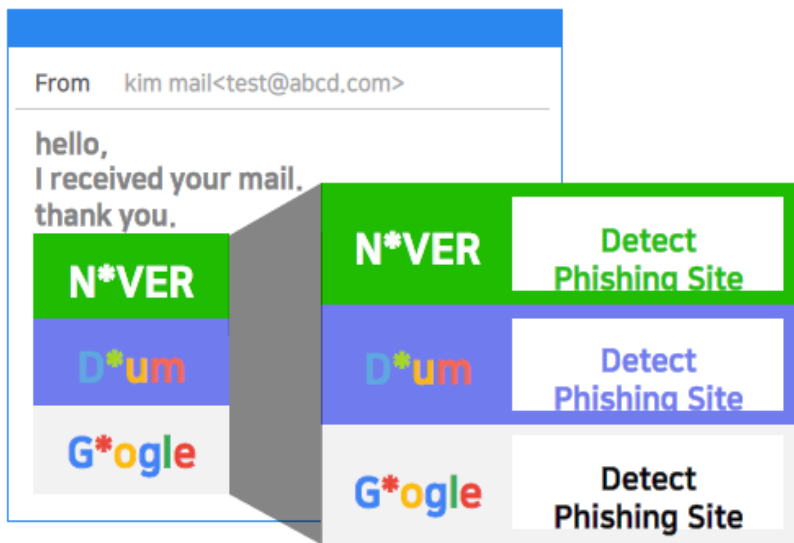 From kim mail<test@abcd.com>
hello,
I received your mail.
thank you.
N*VER
D*um
G*ogle
N*VER
Detect
Phishing Site
D*um
Detect
Phishing Site
G*ogle
Detect
Phishing Site